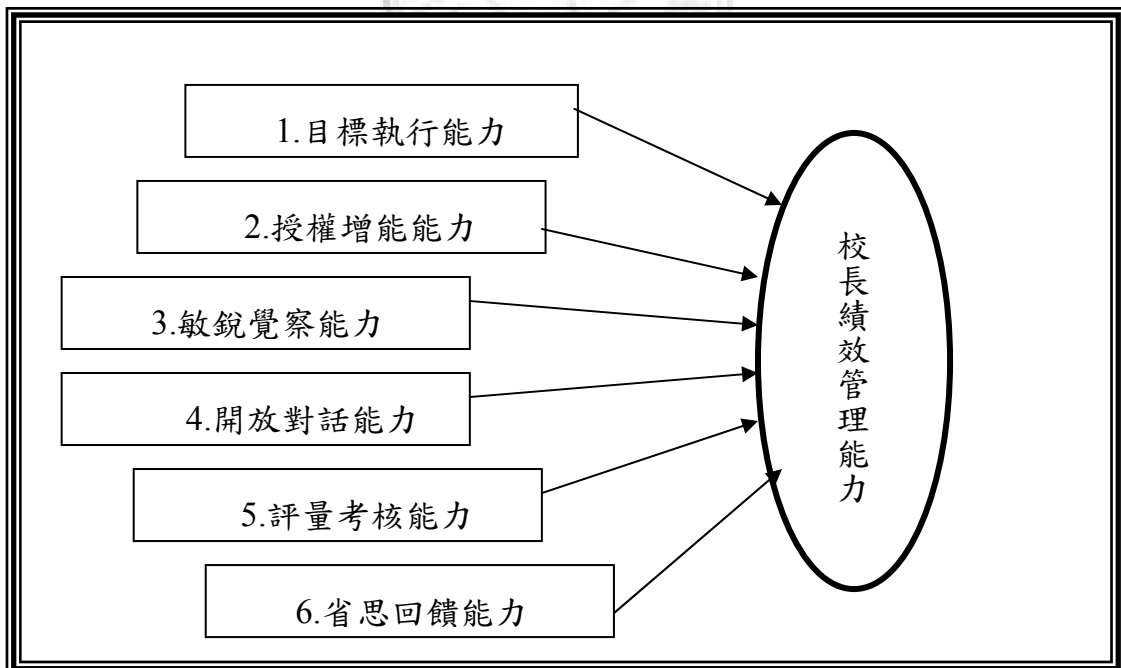 1.目標執行能力
2.授權增能能力
3.敏銳覺察能力
4.開放對話能力
5.評量考核能力
6.省思回饋能力
校長績效管理能力